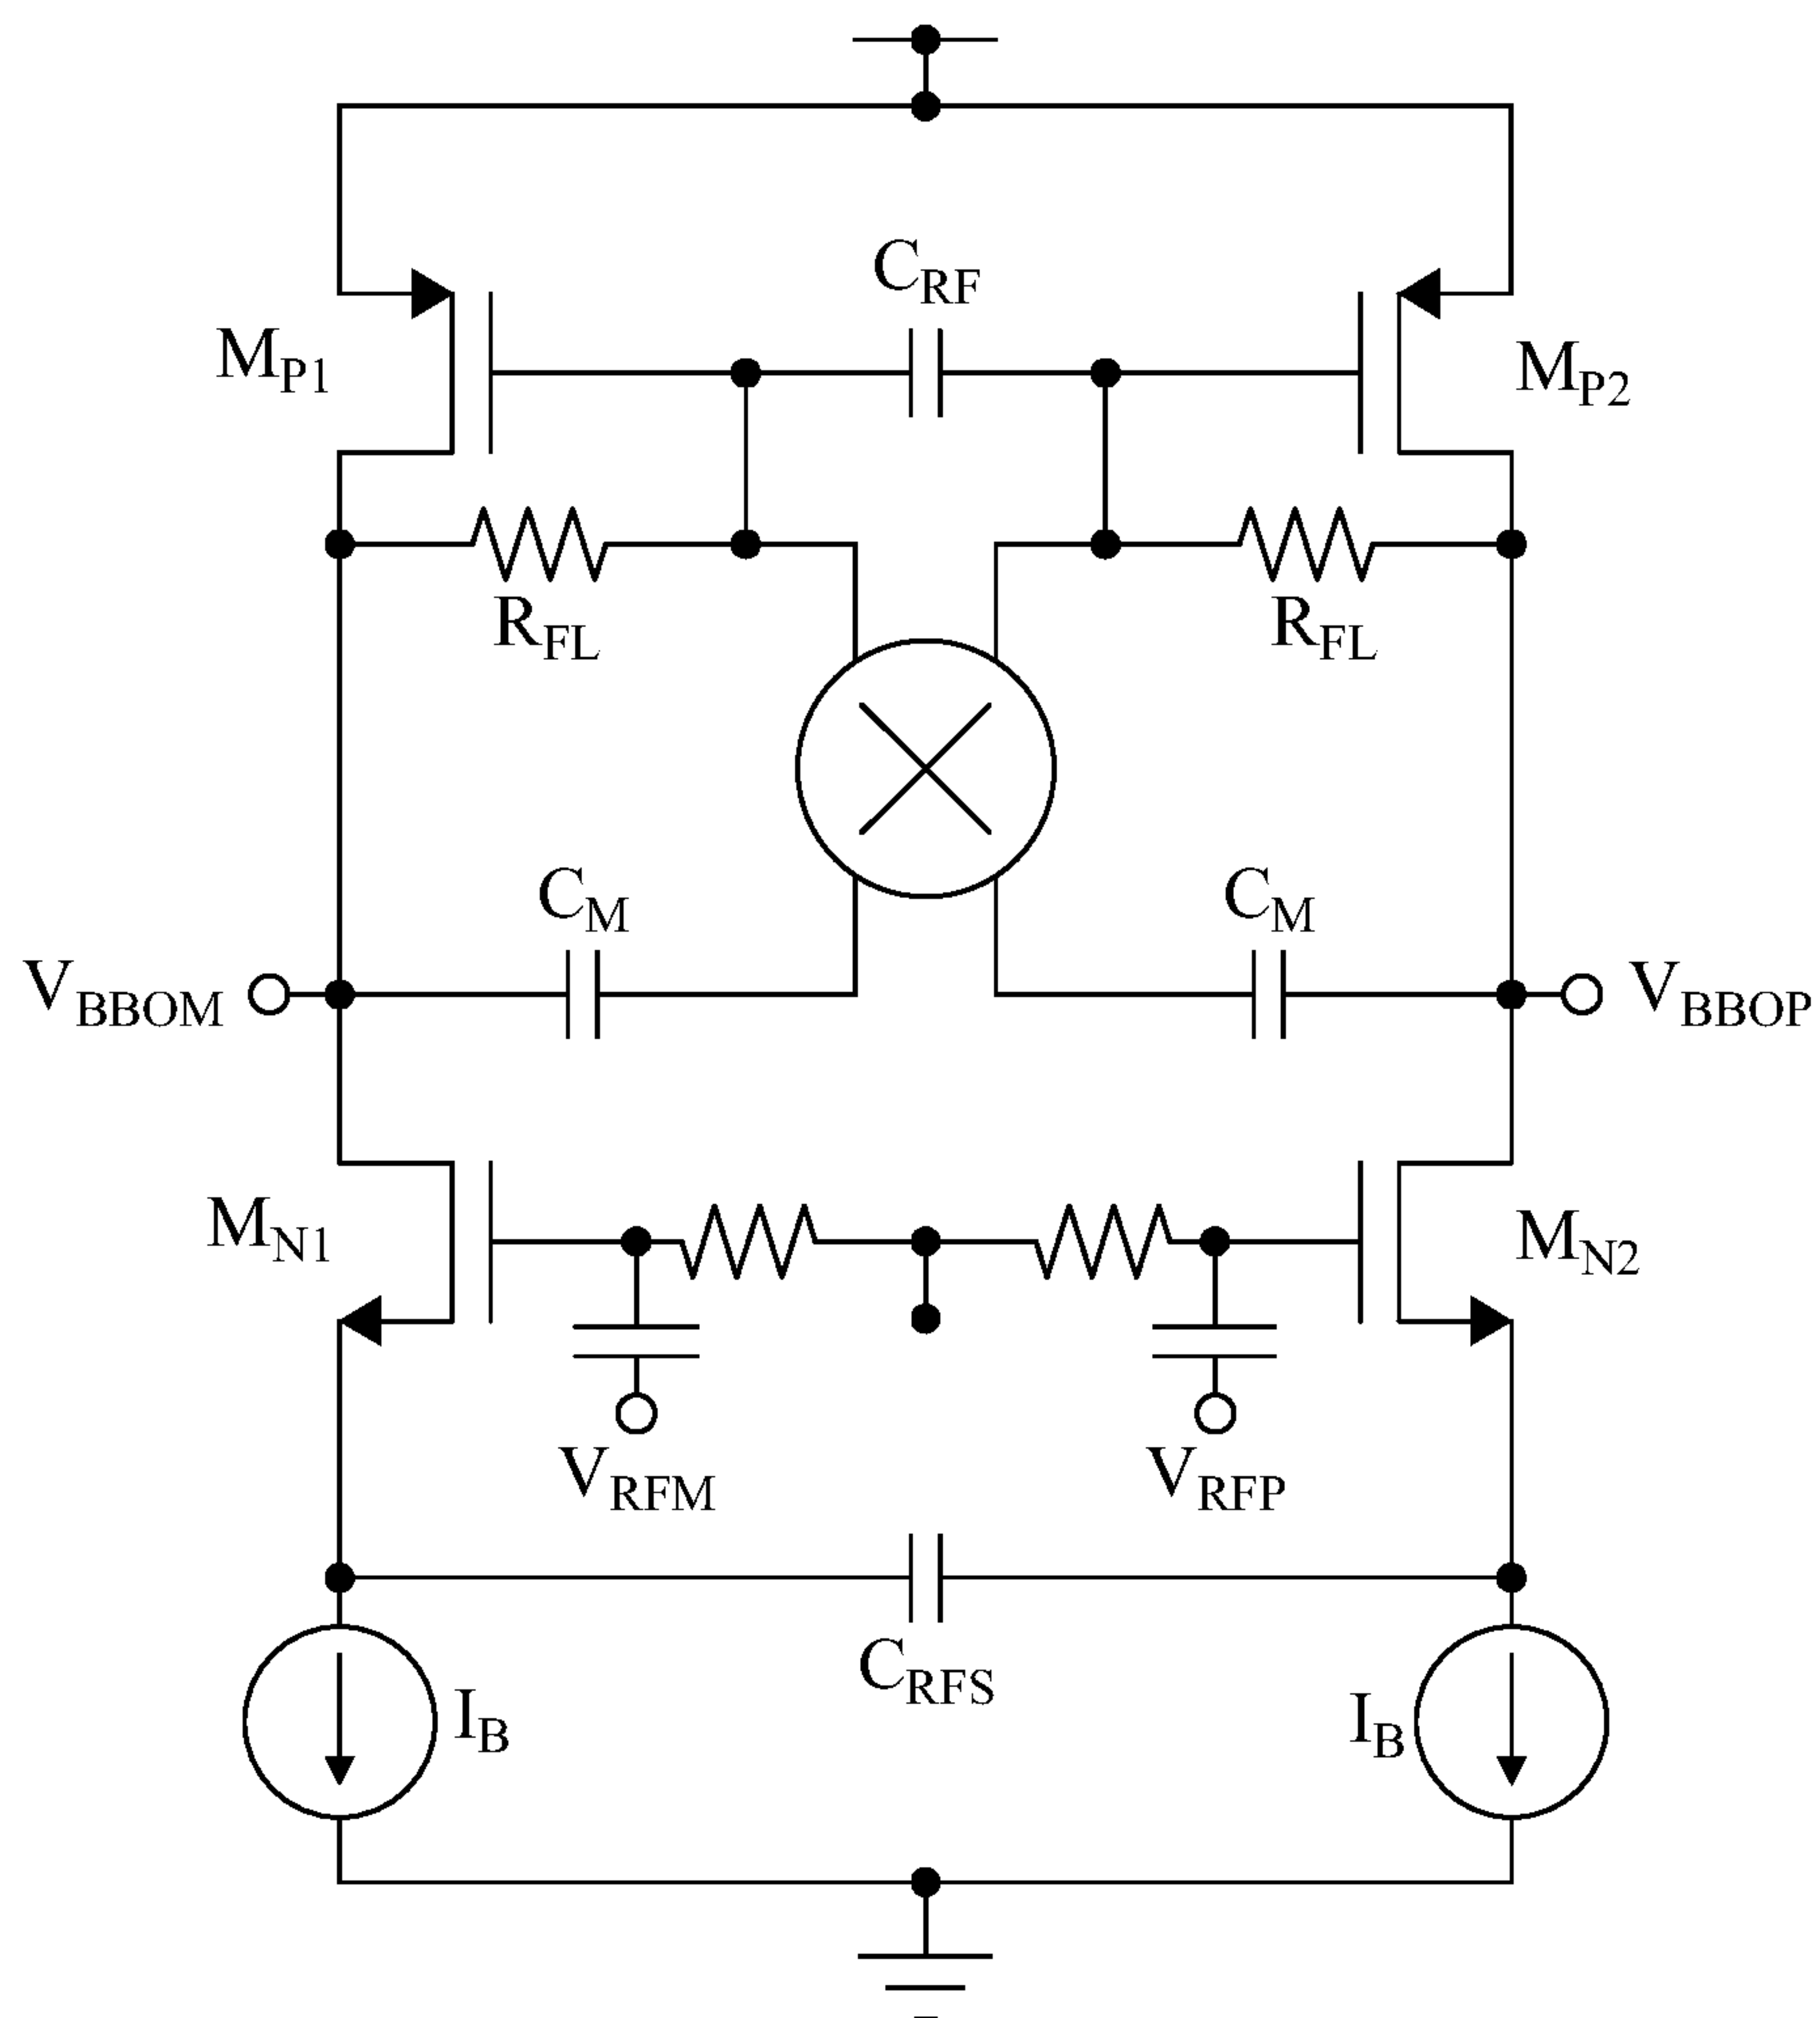 C_RF
M_P1
M_P2
R_FL
R_FL
C_M
C_M
V_BBOM
V_BBOP
M_N1
M_N2
V_RFM
V_RFP
C_RFS
I_B
I_B